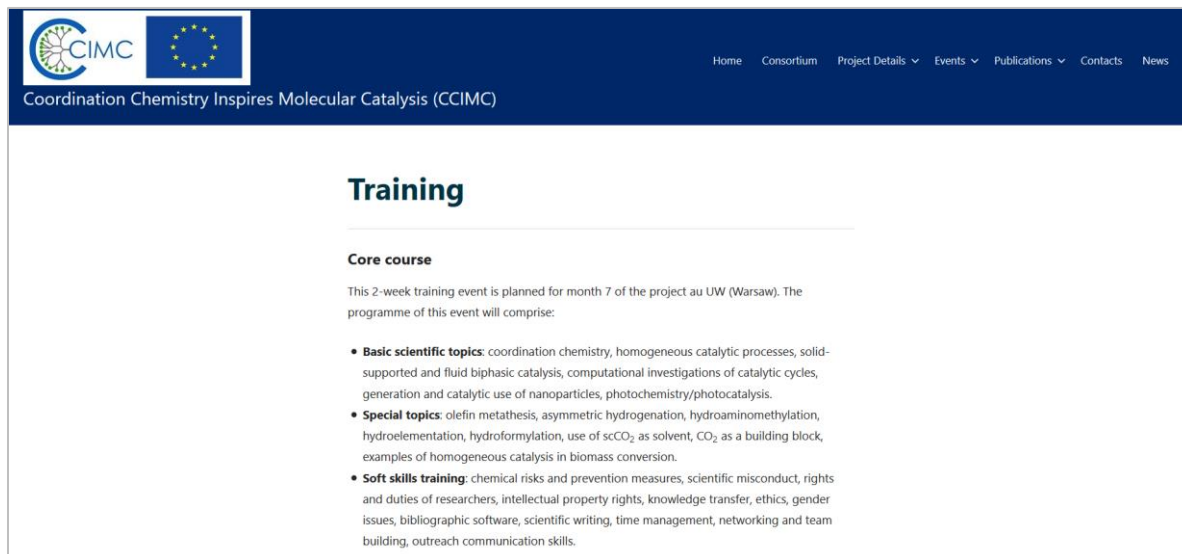 CCIMC
Home Consortium Project Details Events Publications Contacts News
Coordination Chemistry Inspires Molecular Catalysis (CCIMC)
Training
Core course
This 2-week training event is planned for month 7 of the project au UW (Warsaw). The
programme of this event will comprise:
• Basic scientific topics: coordination chemistry, homogeneous catalytic processes, solid-
supported and fluid biphasic catalysis, computational investigations of catalytic cycles,
generation and catalytic use of nanoparticles, photochemistry/photocatalysis.
• Special topics: olefin metathesis, asymmetric hydrogenation, hydroaminomethylation,
hydroelementation, hydroformylation, use of scCO₂ as solvent, CO₂ as a building block,
examples of homogeneous catalysis in biomass conversion.
• Soft skills training: chemical risks and prevention measures, scientific misconduct, rights
and duties of researchers, intellectual property rights, knowledge transfer, ethics, gender
issues, bibliographic software, scientific writing, time management, networking and team
building, outreach communication skills.